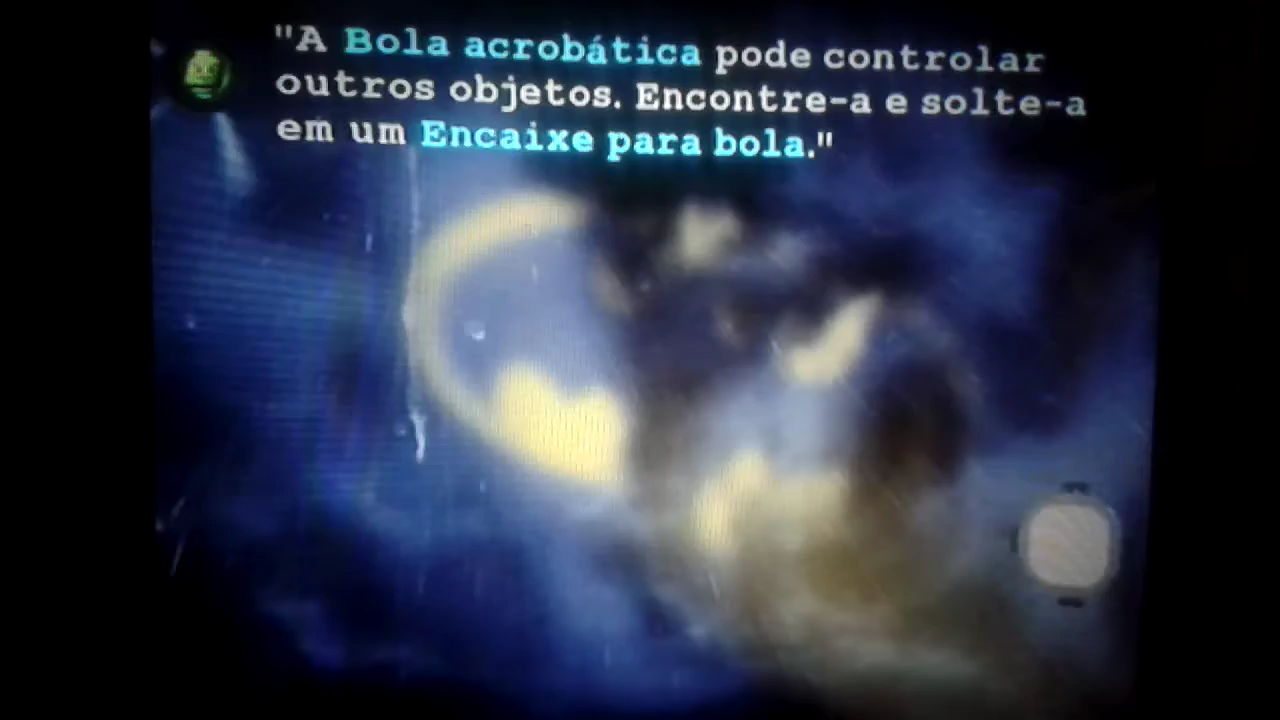 "A Bola acrobática pode controlar
outros objetos. Encontre-a e solte-a
em um Encaixe para bola."